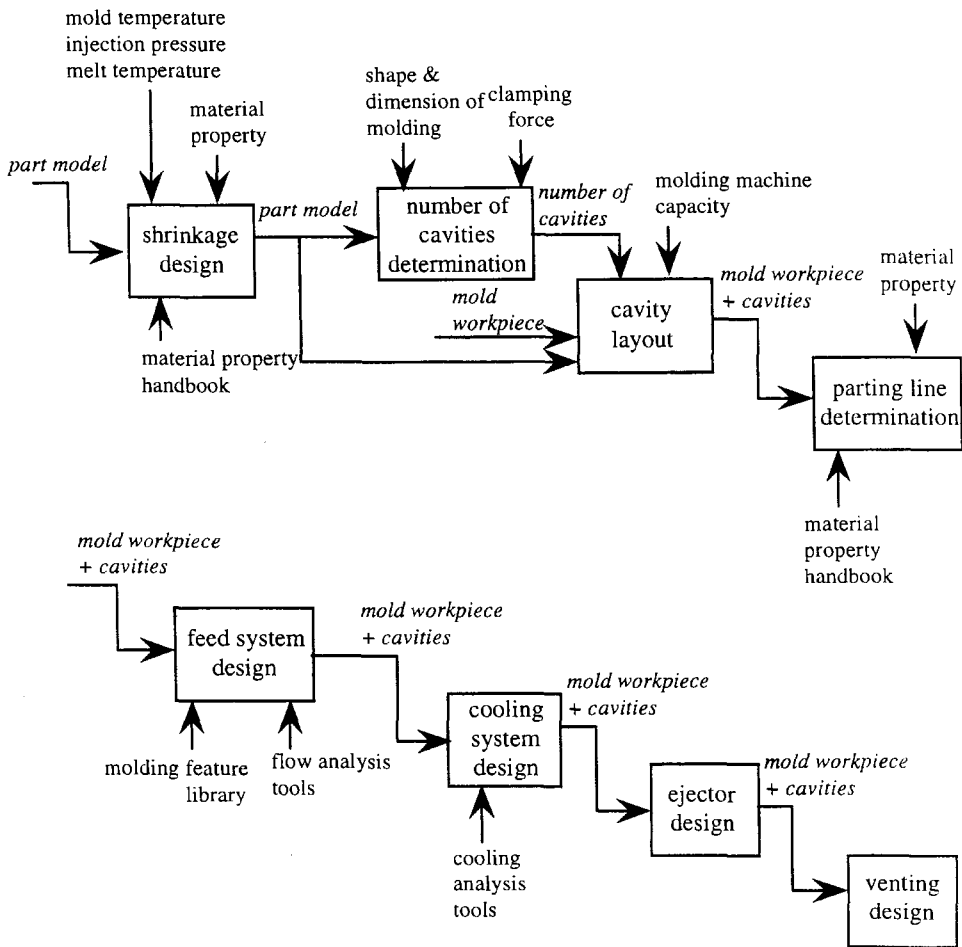 mold temperature
injection pressure
melt temperature
material
property
shape &
dimension of
molding
clamping
force
part model
shrinkage
design
part model
number of
cavities
determination
number of
cavities
molding machine
capacity
material property
handbook
mold
workpiece
cavity
layout
mold workpiece
+ cavities
material
property
parting line
determination
material
property
handbook
mold workpiece
+ cavities
feed system
design
mold workpiece
+ cavities
molding feature
library
flow analysis
tools
cooling
system
design
mold workpiece
+ cavities
cooling
analysis
tools
ejector
design
mold workpiece
+ cavities
venting
design